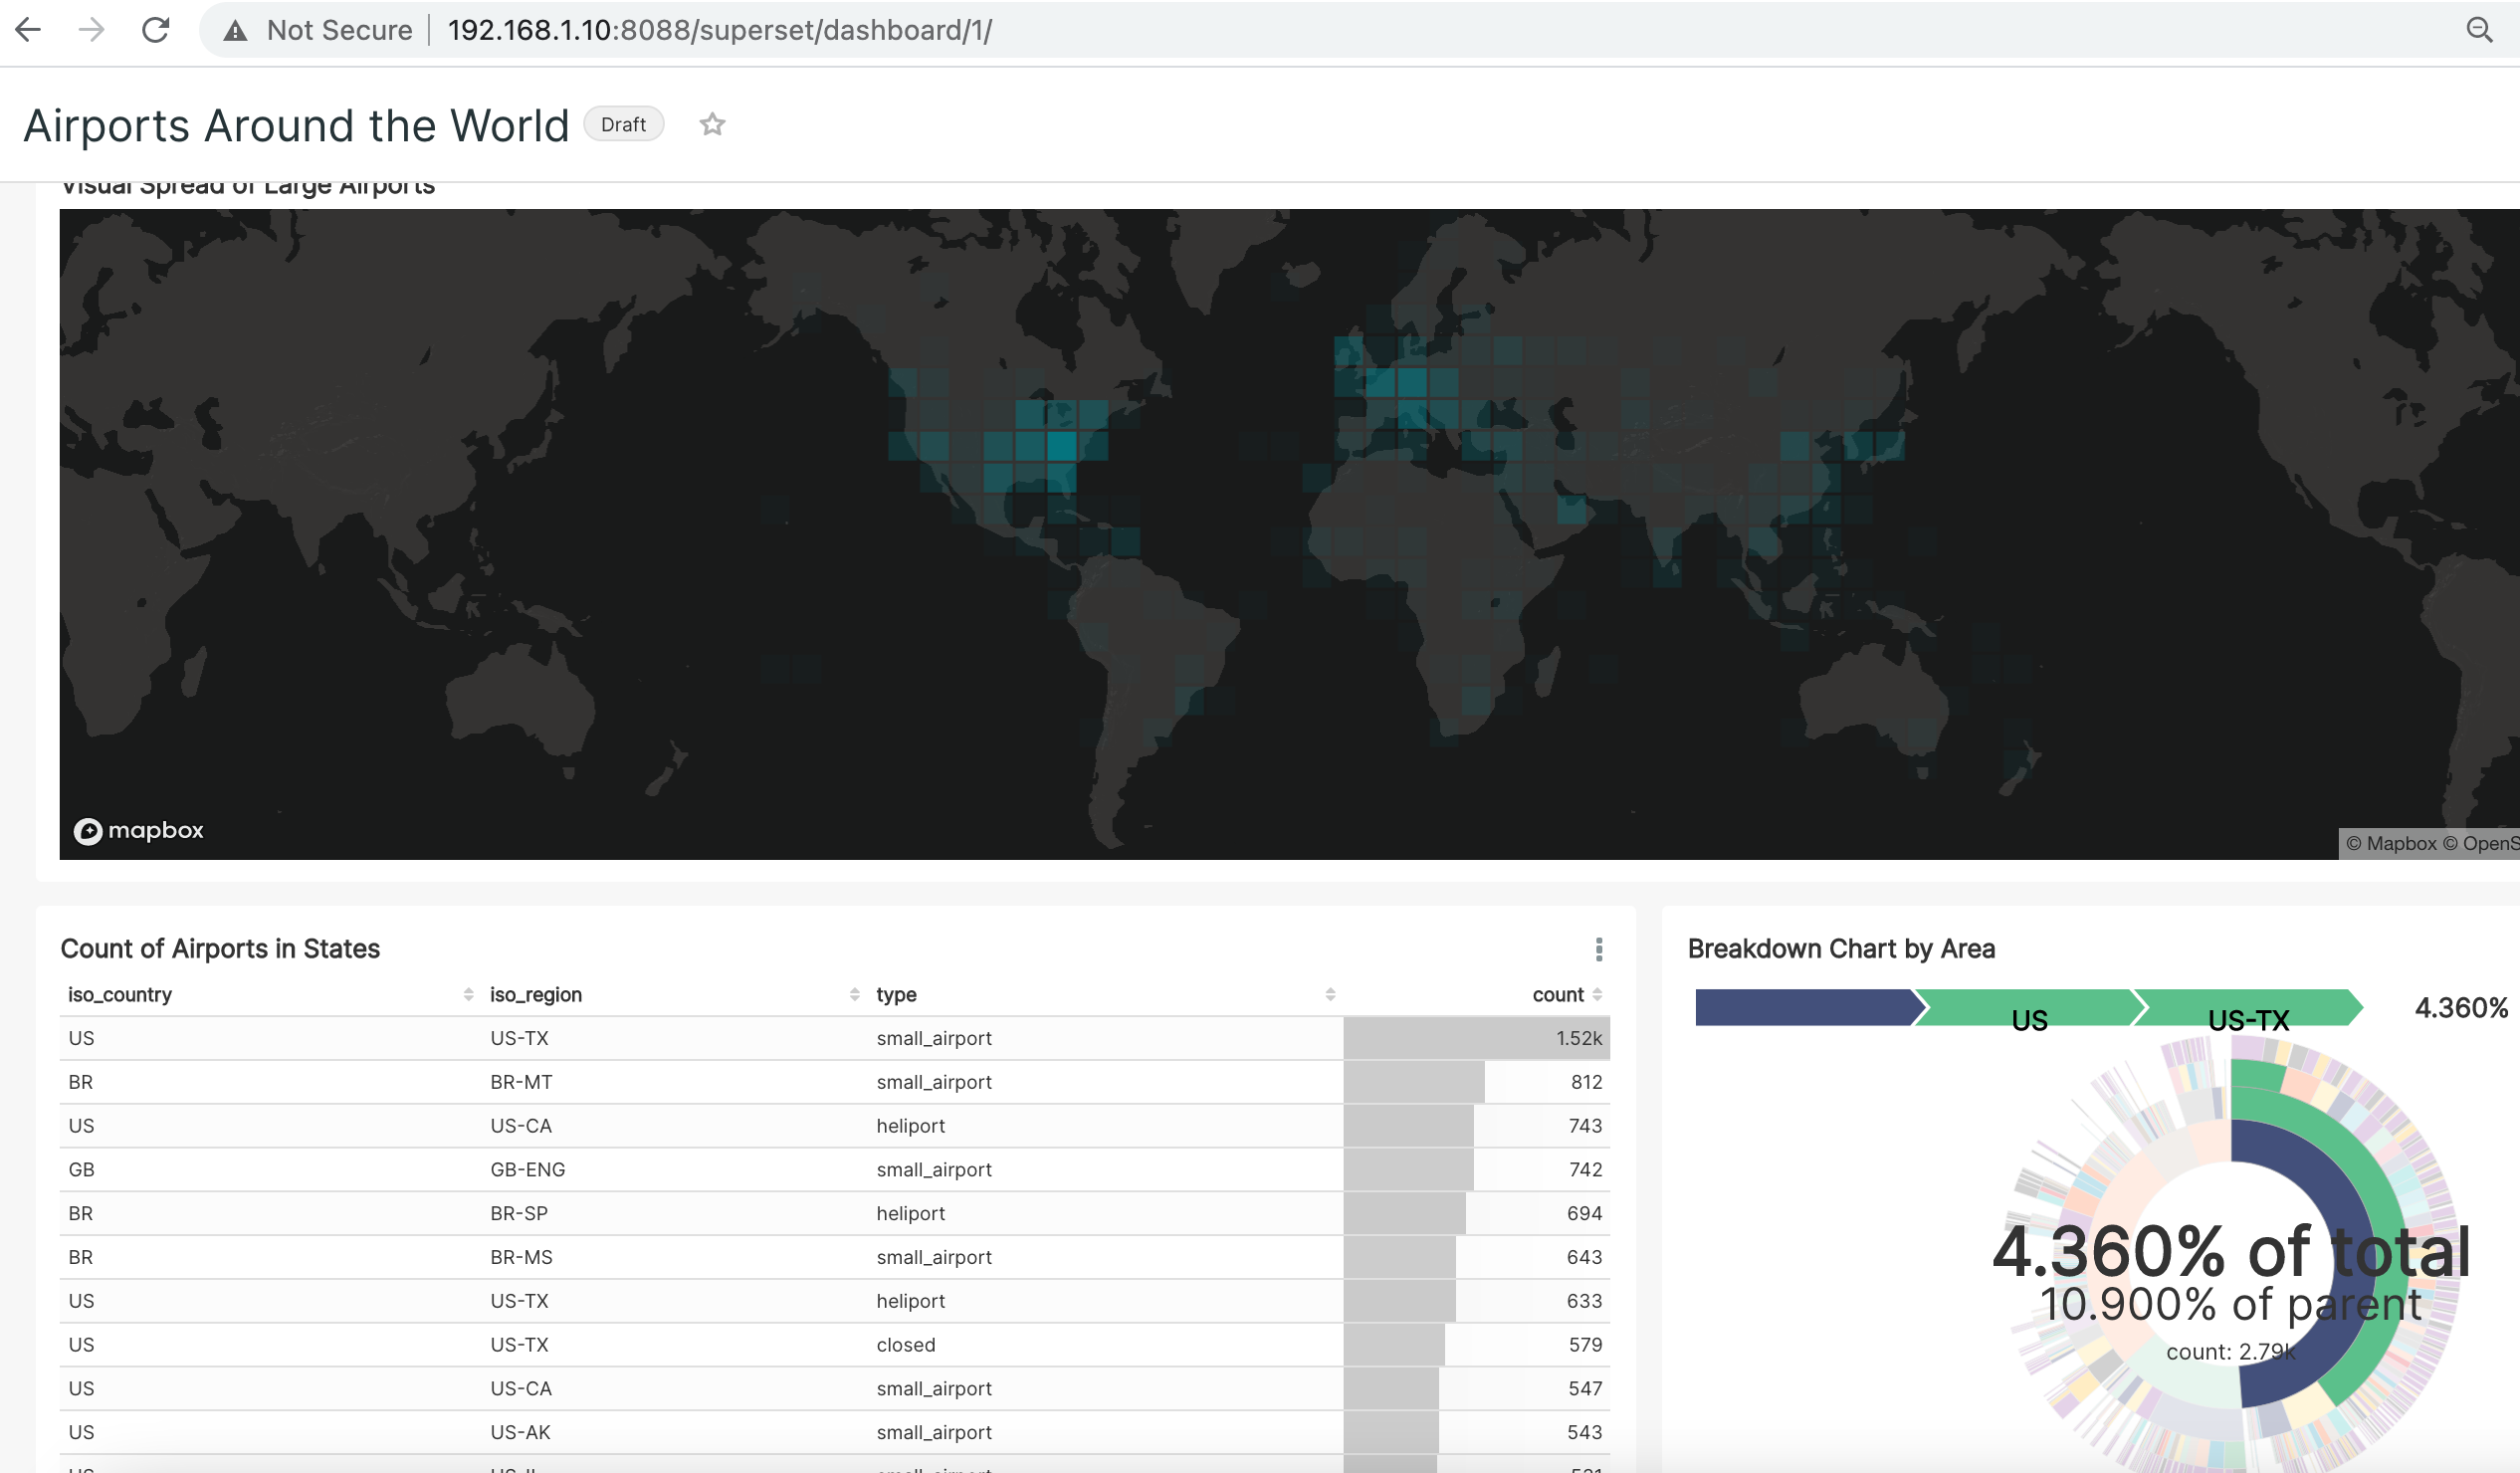 Not Secure 192.168.1.10:8088/superset/dashboard/1/
Airports Around the World Draft
Visual Spread of Large Airports
mapbox
© Mapbox © OpenS
Count of Airports in States
iso_country iso_region type count
US US-TX small_airport 1.52k
BR BR-MT small_airport 812
US US-CA heliport 743
GB GB-ENG small_airport 742
BR BR-SP heliport 694
BR BR-MS small_airport 643
US US-TX heliport 633
US US-TX closed 579
US US-CA small_airport 547
US US-AK small_airport 543
Breakdown Chart by Area
US US-TX 4.360%
4.360% of total
10.900% of parent
count: 2.79k